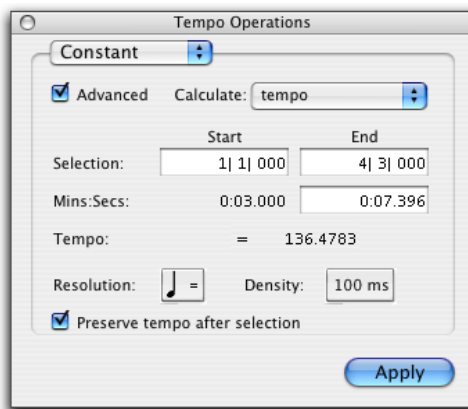 Tempo Operations
Constant
Advanced Calculate: tempo
Start End
Selection: 1| 1| 000 4| 3| 000
Mins:Secs: 0:03.000 0:07.396
Tempo: = 136.4783
Resolution: ♩ = Density: 100 ms
Preserve tempo after selection
Apply